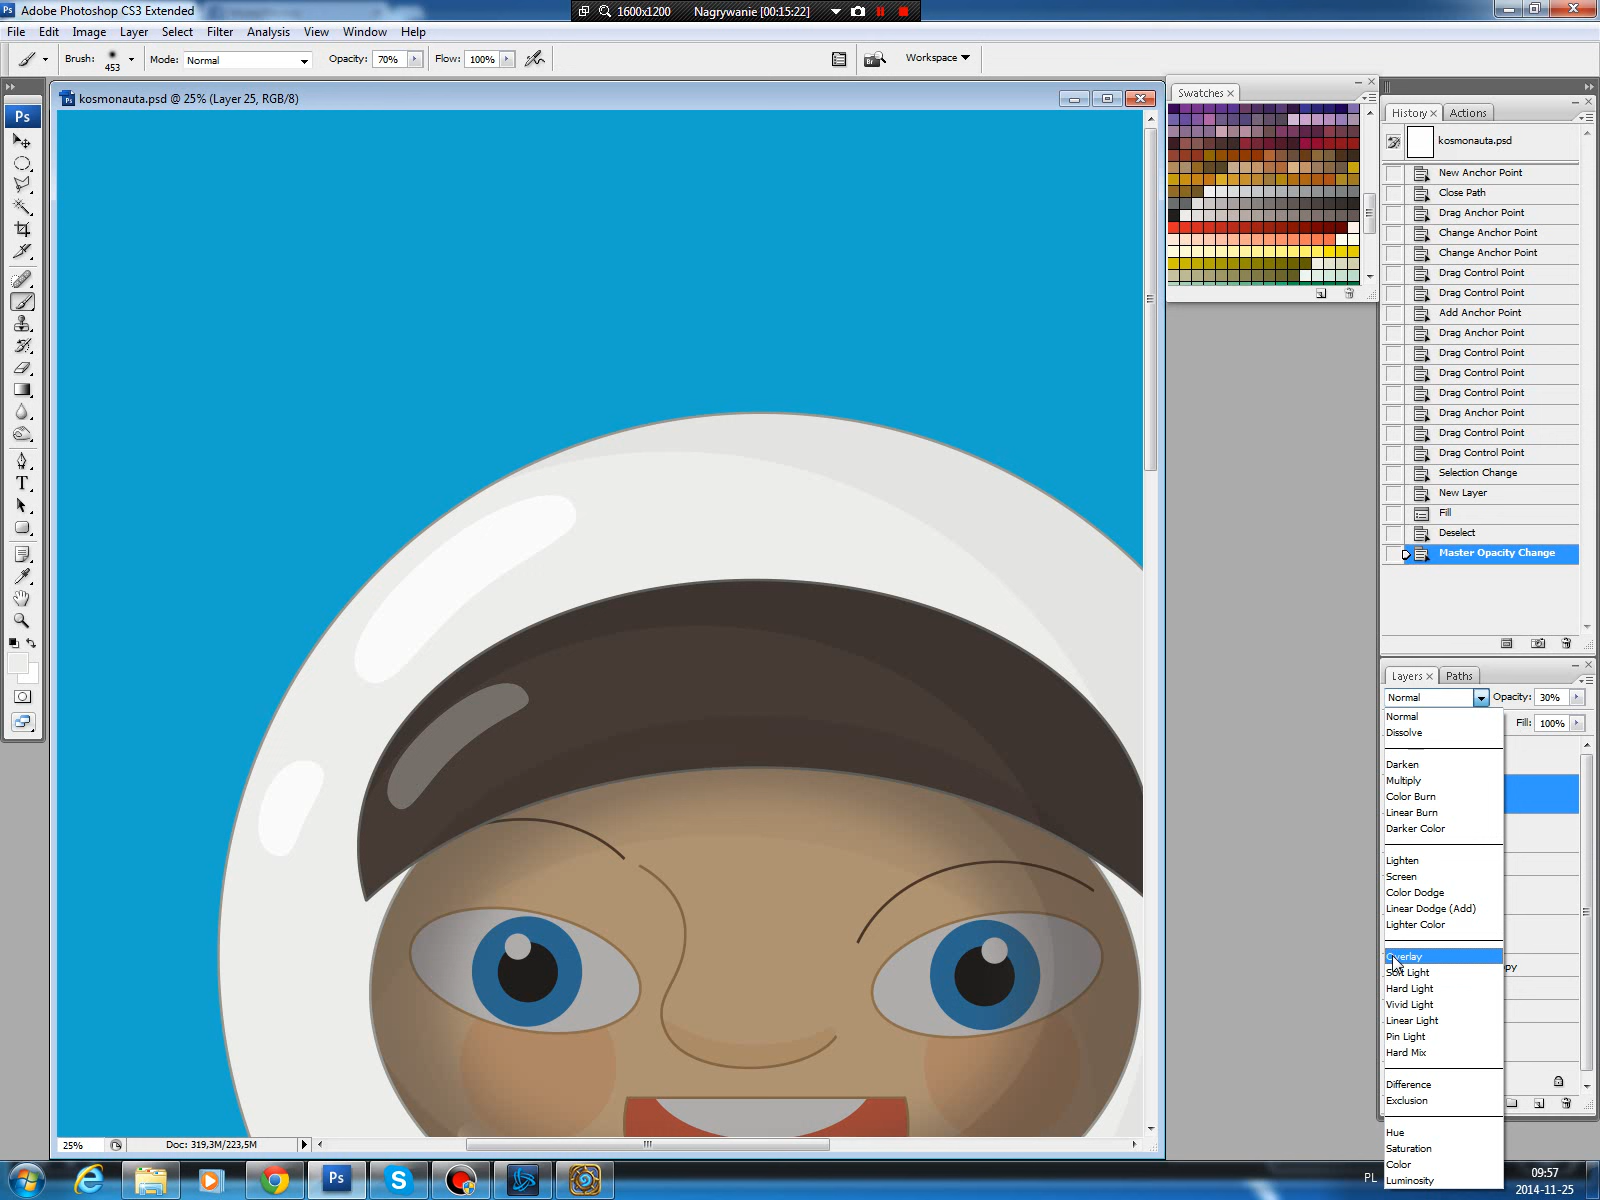 Adobe Photoshop CS3 Extended
1600x1200 Nagrywanie [00:15:22]
File Edit Image Layer Select Filter Analysis View Window Help
Brush: 453 Mode: Normal Opacity: 70% Flow: 100% Workspace
kosmonauta.psd @ 25% (Layer 25, RGB/8)
Ps
T
25% Doc: 319,3M/223,5M
Swatches
History Actions
kosmonauta.psd
New Anchor Point
Close Path
Drag Anchor Point
Change Anchor Point
Change Anchor Point
Drag Control Point
Drag Control Point
Add Anchor Point
Drag Anchor Point
Drag Control Point
Drag Control Point
Drag Control Point
Drag Anchor Point
Drag Control Point
Drag Control Point
Selection Change
New Layer
Fill
Deselect
Master Opacity Change
Layers Paths
Normal Opacity: 30%
Fill: 100%
Normal
Dissolve
Darken
Multiply
Color Burn
Linear Burn
Darker Color
Lighten
Screen
Color Dodge
Linear Dodge (Add)
Lighter Color
Overlay
Soft Light
Hard Light
Vivid Light
Linear Light
Pin Light
Hard Mix
Difference
Exclusion
Hue
Saturation
Color
Luminosity
PL
09:57
2014-11-25